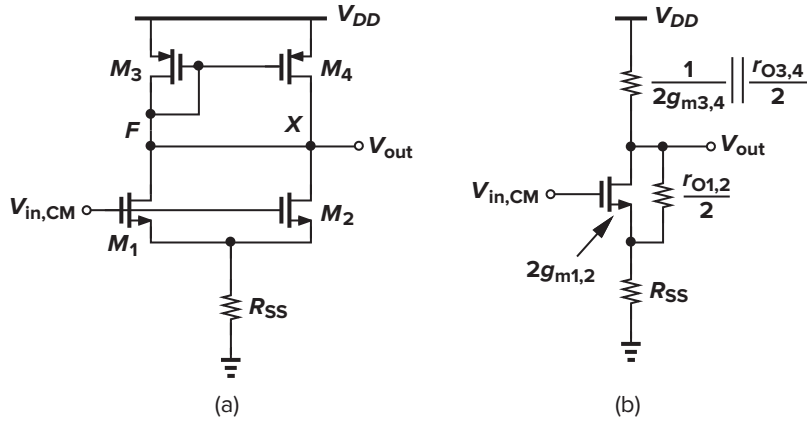 V_DD
M_3
M_4
F
X
V_out
V_in,CM
M_1
M_2
R_SS
(a)
V_DD
1/(2g_m3,4) || r_O3,4/2
V_out
V_in,CM
r_O1,2/2
2g_m1,2
R_SS
(b)